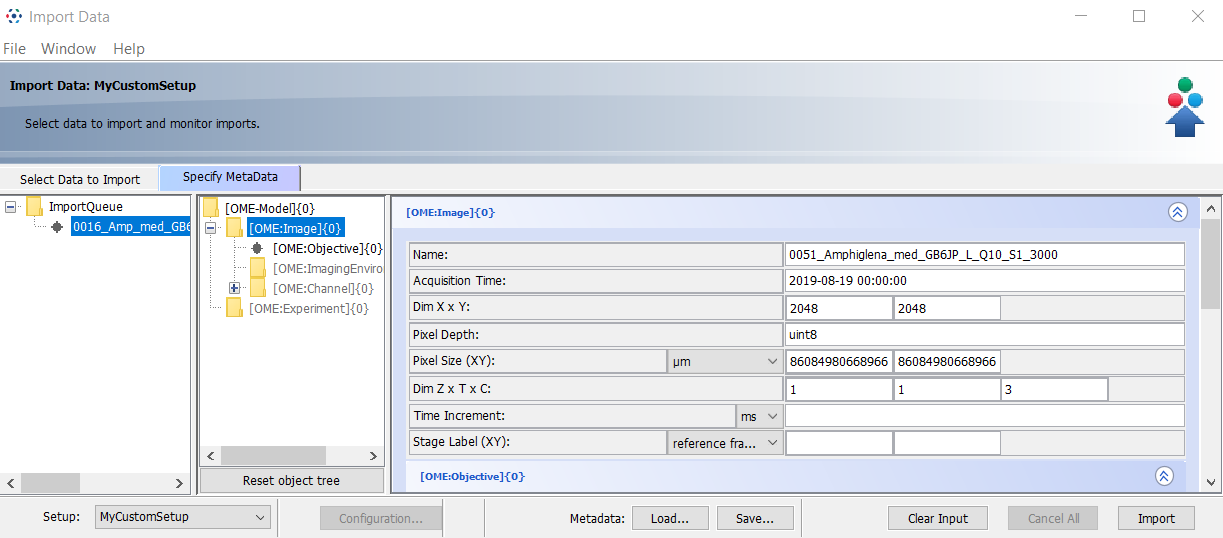 Import Data
File Window Help
Import Data: MyCustomSetup
Select data to import and monitor imports.
Select Data to Import
Specify MetaData
ImportQueue
0016_Amp_med_GB6
[OME-Model]{0}
[OME:Image]{0}
[OME:Objective]{0}
[OME:ImagingEnviro
[OME:Channel]{0}
[OME:Experiment]{0}
Reset object tree
[OME:Image]{0}
Name: 0051_Amphiglena_med_GB6JP_L_Q10_S1_3000
Acquisition Time: 2019-08-19 00:00:00
Dim X x Y: 2048 2048
Pixel Depth: uint8
Pixel Size (XY): µm 86084980668966 86084980668966
Dim Z x T x C: 1 1 3
Time Increment: ms
Stage Label (XY): reference fra...
[OME:Objective]{0}
Setup: MyCustomSetup Configuration... Metadata: Load... Save... Clear Input Cancel All Import